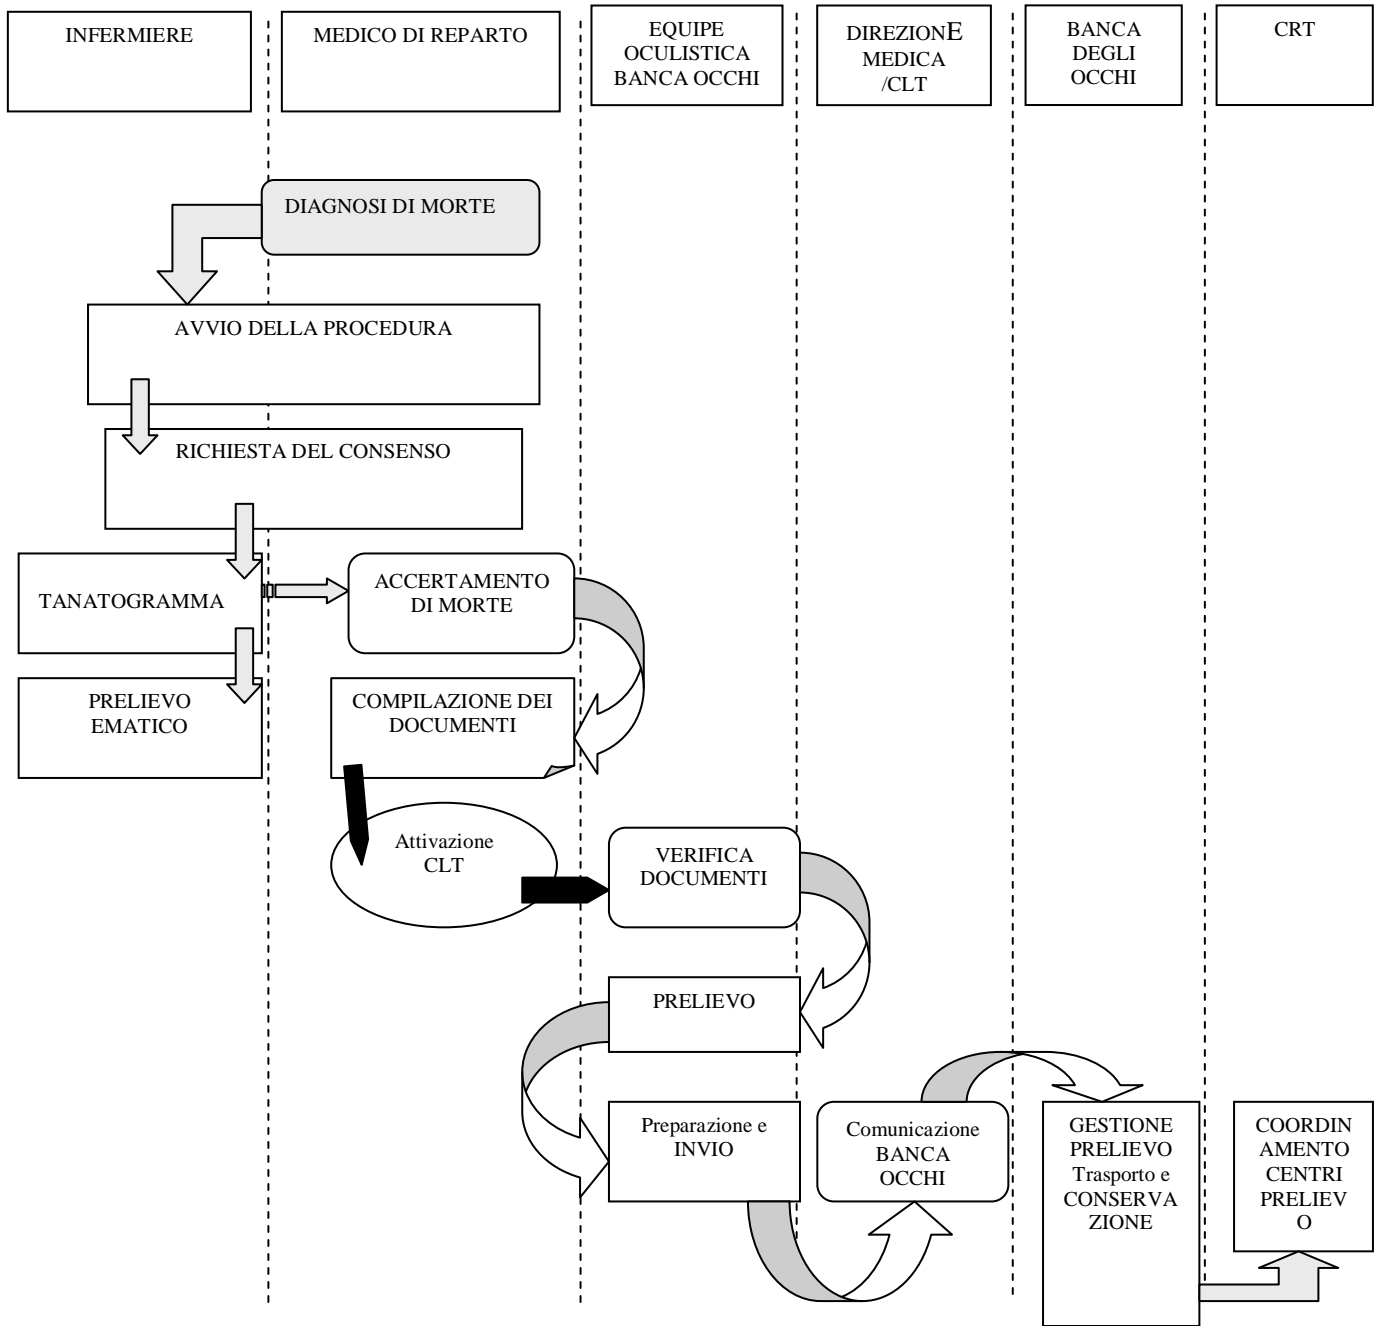 INFERMIERE
MEDICO DI REPARTO
EQUIPE
OCULISTICA
BANCA OCCHI
DIREZIONE
MEDICA
/CLT
BANCA
DEGLI
OCCHI
CRT
DIAGNOSI DI MORTE
AVVIO DELLA PROCEDURA
RICHIESTA DEL CONSENSO
TANATOGRAMMA
ACCERTAMENTO
DI MORTE
PRELIEVO
EMATICO
COMPILAZIONE DEI
DOCUMENTI
Attivazione
CLT
VERIFICA
DOCUMENTI
PRELIEVO
Preparazione e
INVIO
Comunicazione
BANCA
OCCHI
GESTIONE
PRELIEVO
Trasporto e
CONSERVA
ZIONE
COORDIN
AMENTO
CENTRI
PRELIEV
O